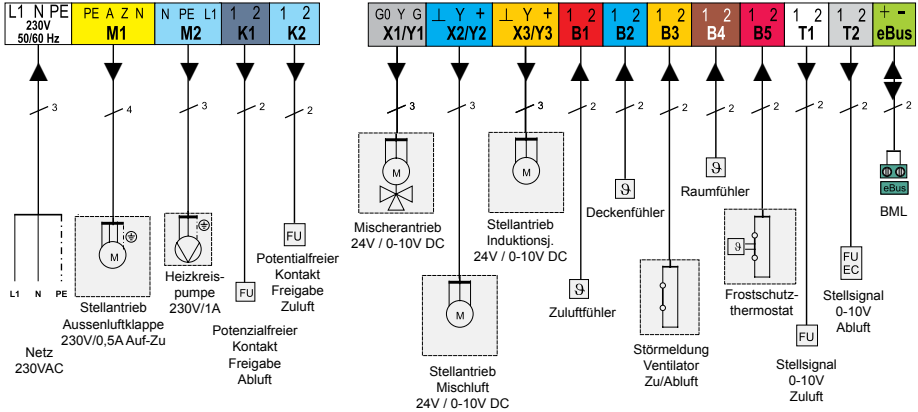 L1 N PE
230V
50/60 Hz
PE A Z N
M1
N PE L1
M2
1 2
K1
1 2
K2
G0 Y G
X1/Y1
⊥ Y +
X2/Y2
⊥ Y +
X3/Y3
1 2
B1
1 2
B2
1 2
B3
1 2
B4
1 2
B5
1 2
T1
1 2
T2
+ -
eBus
3
4
3
2
2
3
3
3
2
2
2
2
2
2
2
2
L1 N PE
Netz
230VAC
M
Stellantrieb
Aussenluftklappe
230V/0,5A Auf-Zu
Heizkreis-
pumpe
230V/1A
FU
Potenzialfreier
Kontakt
Freigabe
Abluft
FU
Potentialfreier
Kontakt
Freigabe
Zuluft
M
Mischerantrieb
24V / 0-10V DC
M
Stellantrieb
Mischluft
24V / 0-10V DC
M
Stellantrieb
Induktionsj.
24V / 0-10V DC
ϑ
Zuluftfühler
ϑ
Deckenfühler
Störmeldung
Ventilator
Zu/Abluft
ϑ
Raumfühler
ϑ
Frostschutz-
thermostat
FU
Stellsignal
0-10V
Zuluft
FU
EC
Stellsignal
0-10V
Abluft
eBus
BML